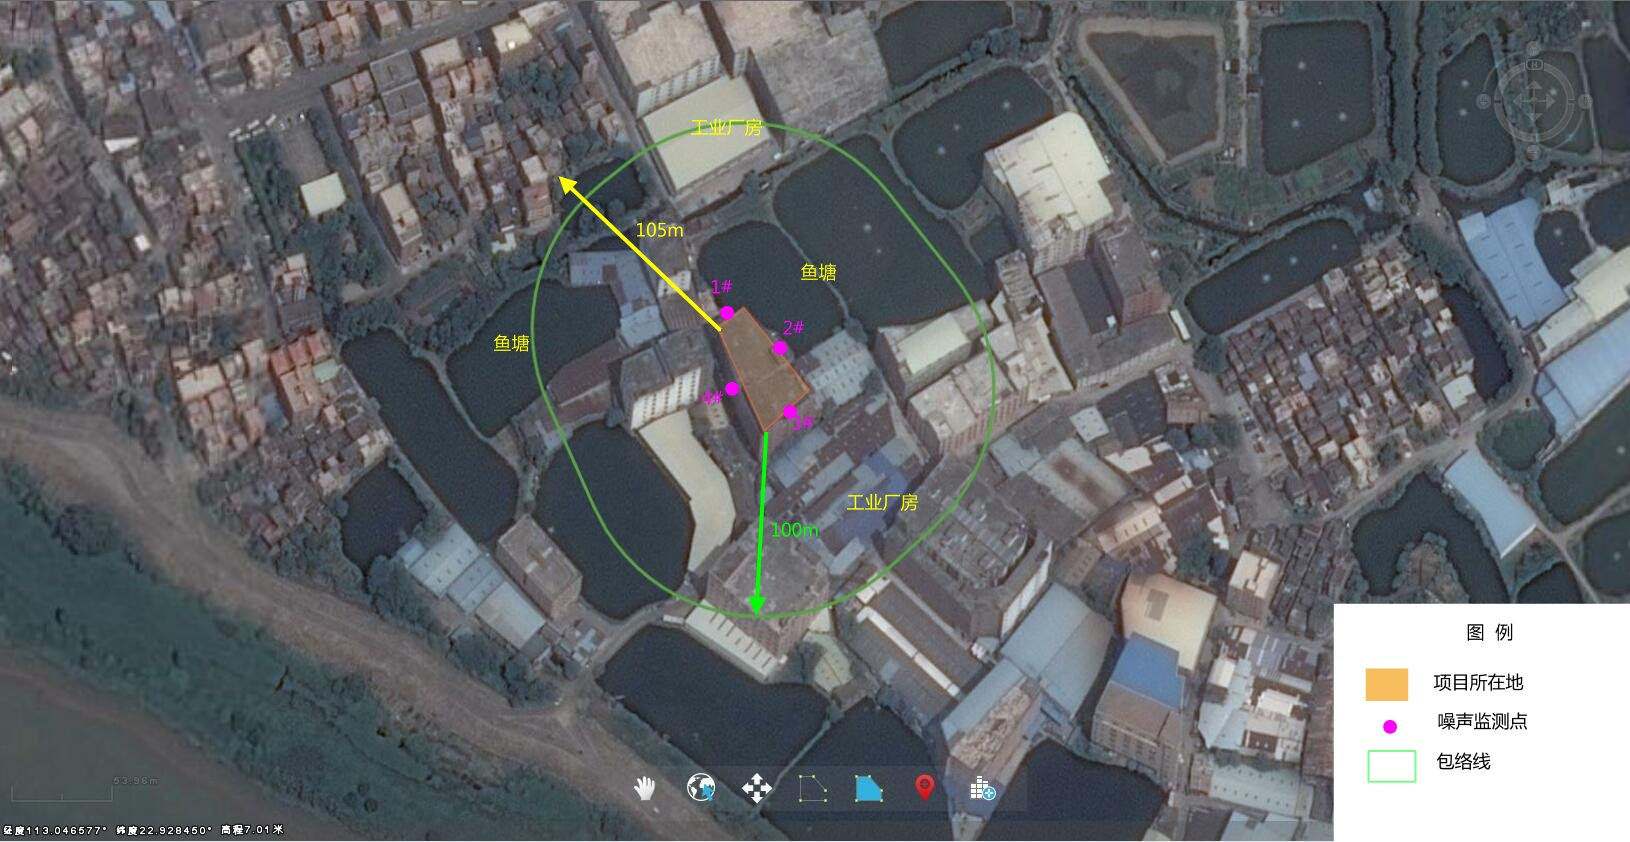 工业厂房
105m
鱼塘
1#
2#
鱼塘
4#
3#
工业厂房
100m
图 例
项目所在地
噪声监测点
包络线
53.96m
经度113.046577° 纬度22.928450° 高程7.01米